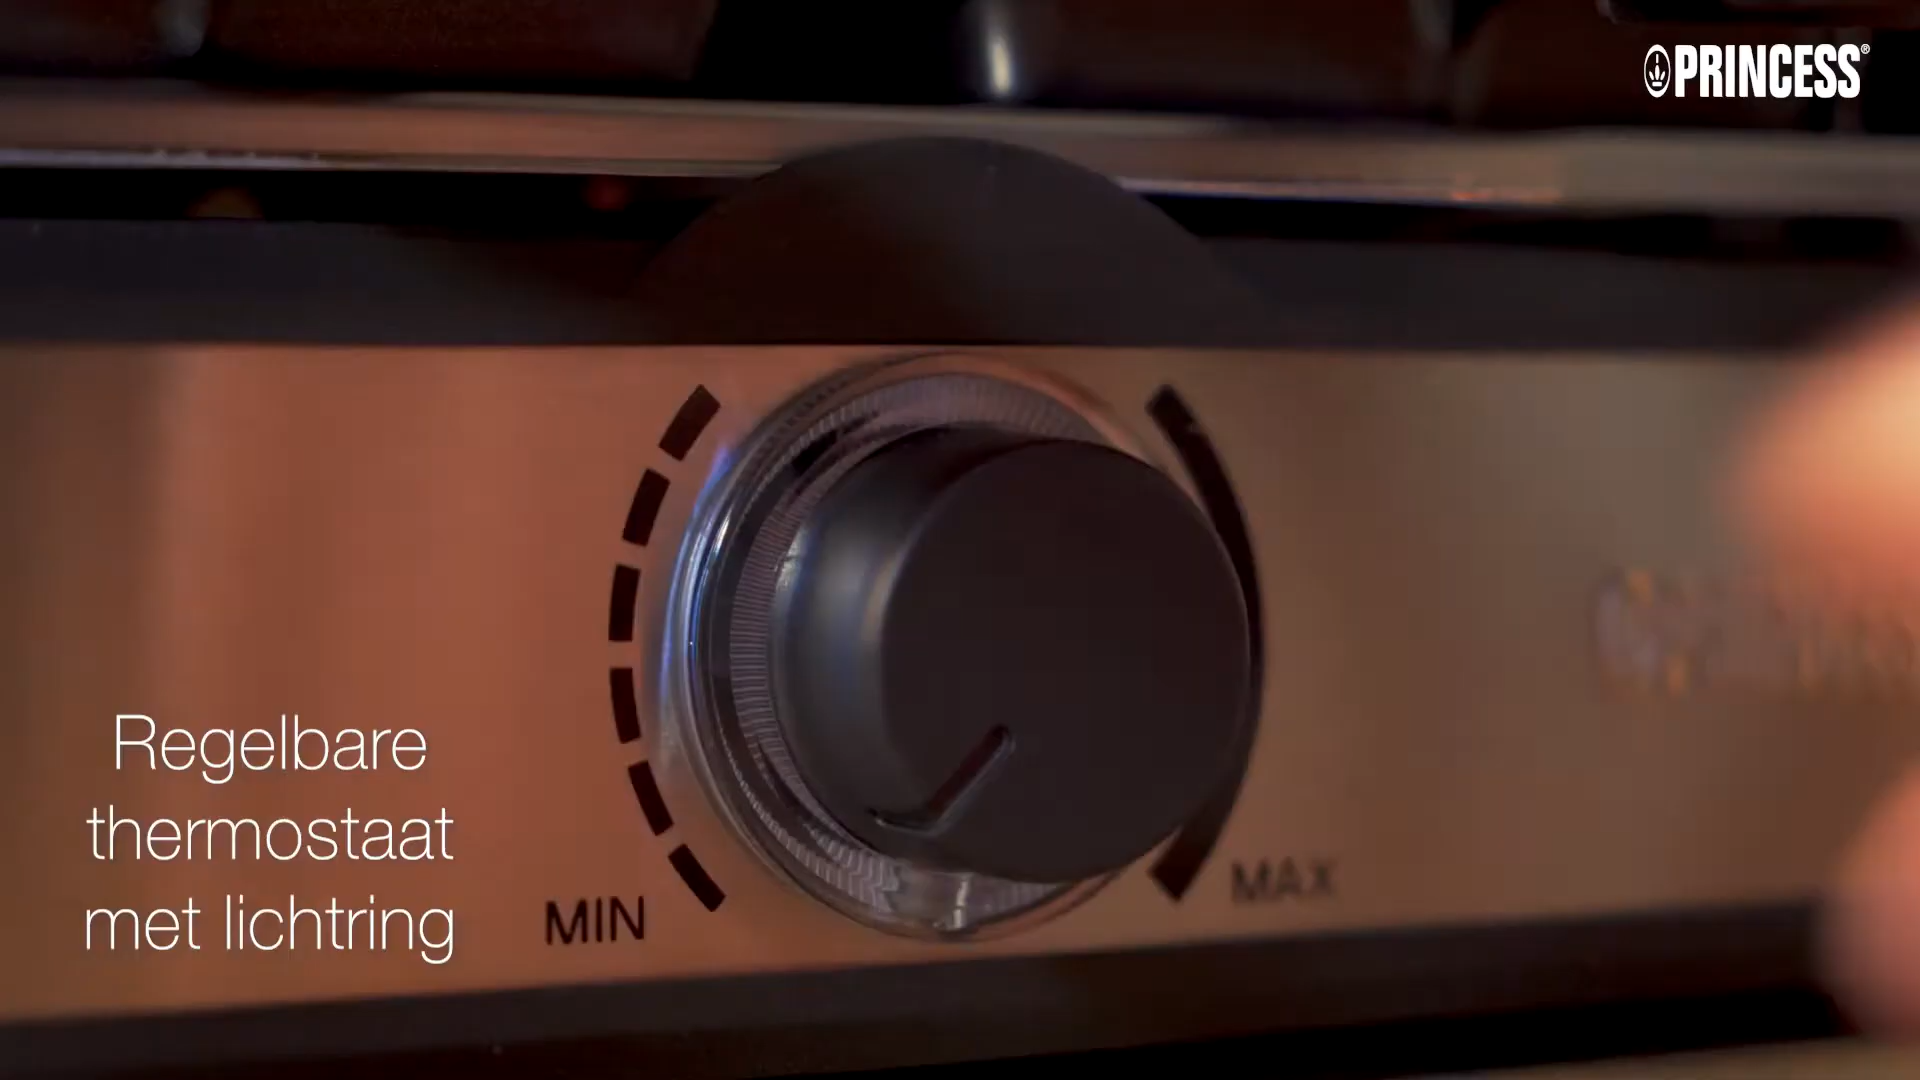 PRINCESS®
Regelbare
thermostaat
met lichtring
MIN
MAX